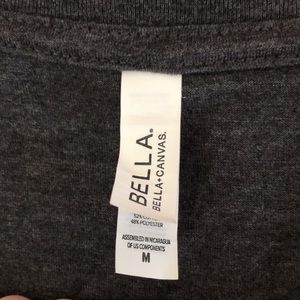 BELLA.
BELLA+CANVAS.
52%
48% POLYESTER
ASSEMBLED IN NICARAGUA
OF US COMPONENTS
M